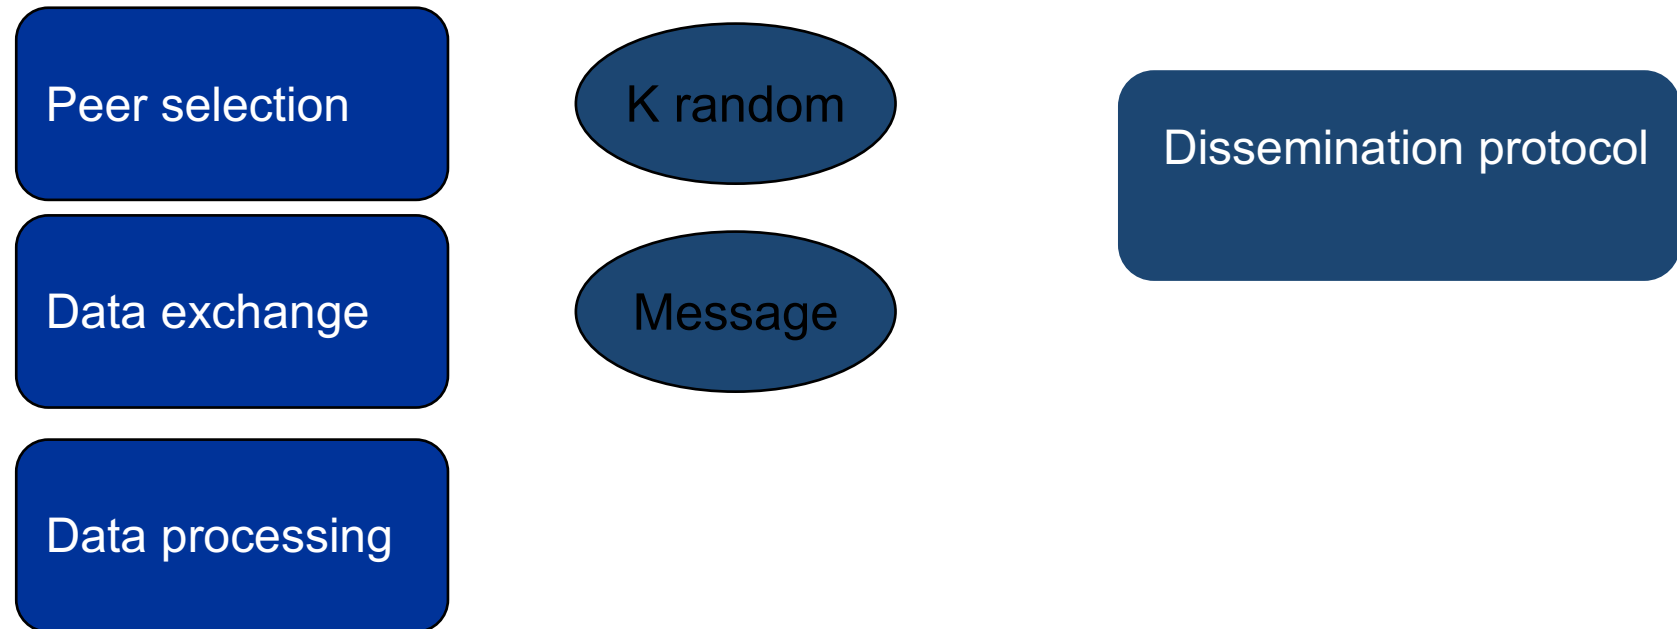 Peer selection
K random
Dissemination protocol
Data exchange
Message
Data processing